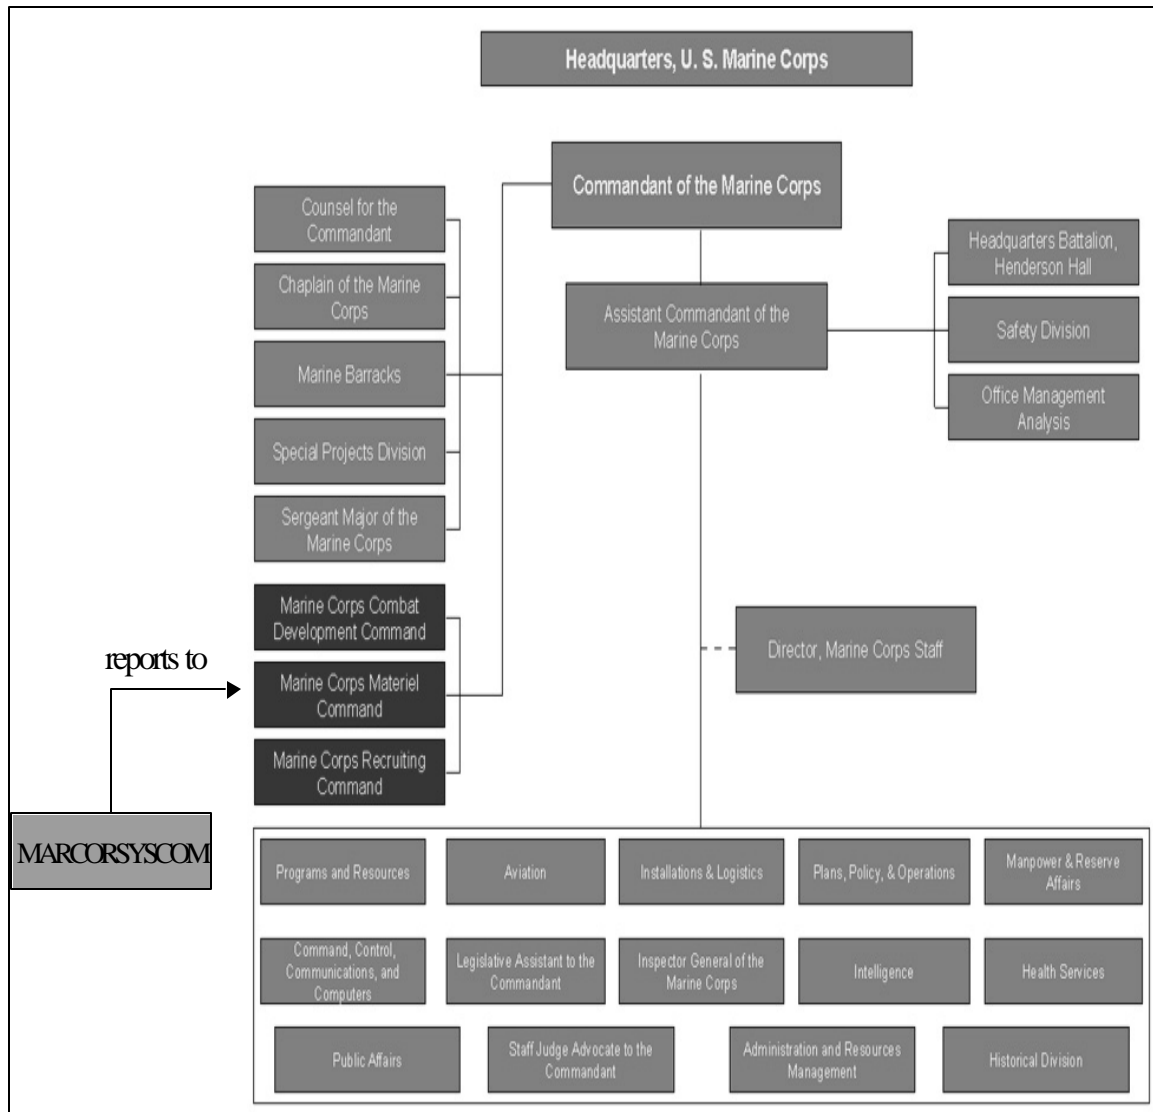 Headquarters, U. S. Marine Corps
Commandant of the Marine Corps
Counsel for the
Commandant
Chaplain of the Marine
Corps
Marine Barracks
Special Projects Division
Sergeant Major of the
Marine Corps
Assistant Commandant of the
Marine Corps
Headquarters Battalion,
Henderson Hall
Safety Division
Office Management
Analysis
Marine Corps Combat
Development Command
Marine Corps Materiel
Command
Marine Corps Recruiting
Command
reports to
MARCORSYSCOM
Director, Marine Corps Staff
Programs and Resources
Aviation
Installations & Logistics
Plans, Policy, & Operations
Manpower & Reserve
Affairs
Command, Control,
Communications, and
Computers
Legislative Assistant to the
Commandant
Inspector General of the
Marine Corps
Intelligence
Health Services
Public Affairs
Staff Judge Advocate to the
Commandant
Administration and Resources
Management
Historical Division